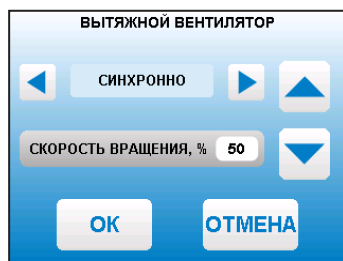 ВЫТЯЖНОЙ ВЕНТИЛЯТОР
СИНХРОННО
СКОРОСТЬ ВРАЩЕНИЯ, % 50
ОК ОТМЕНА